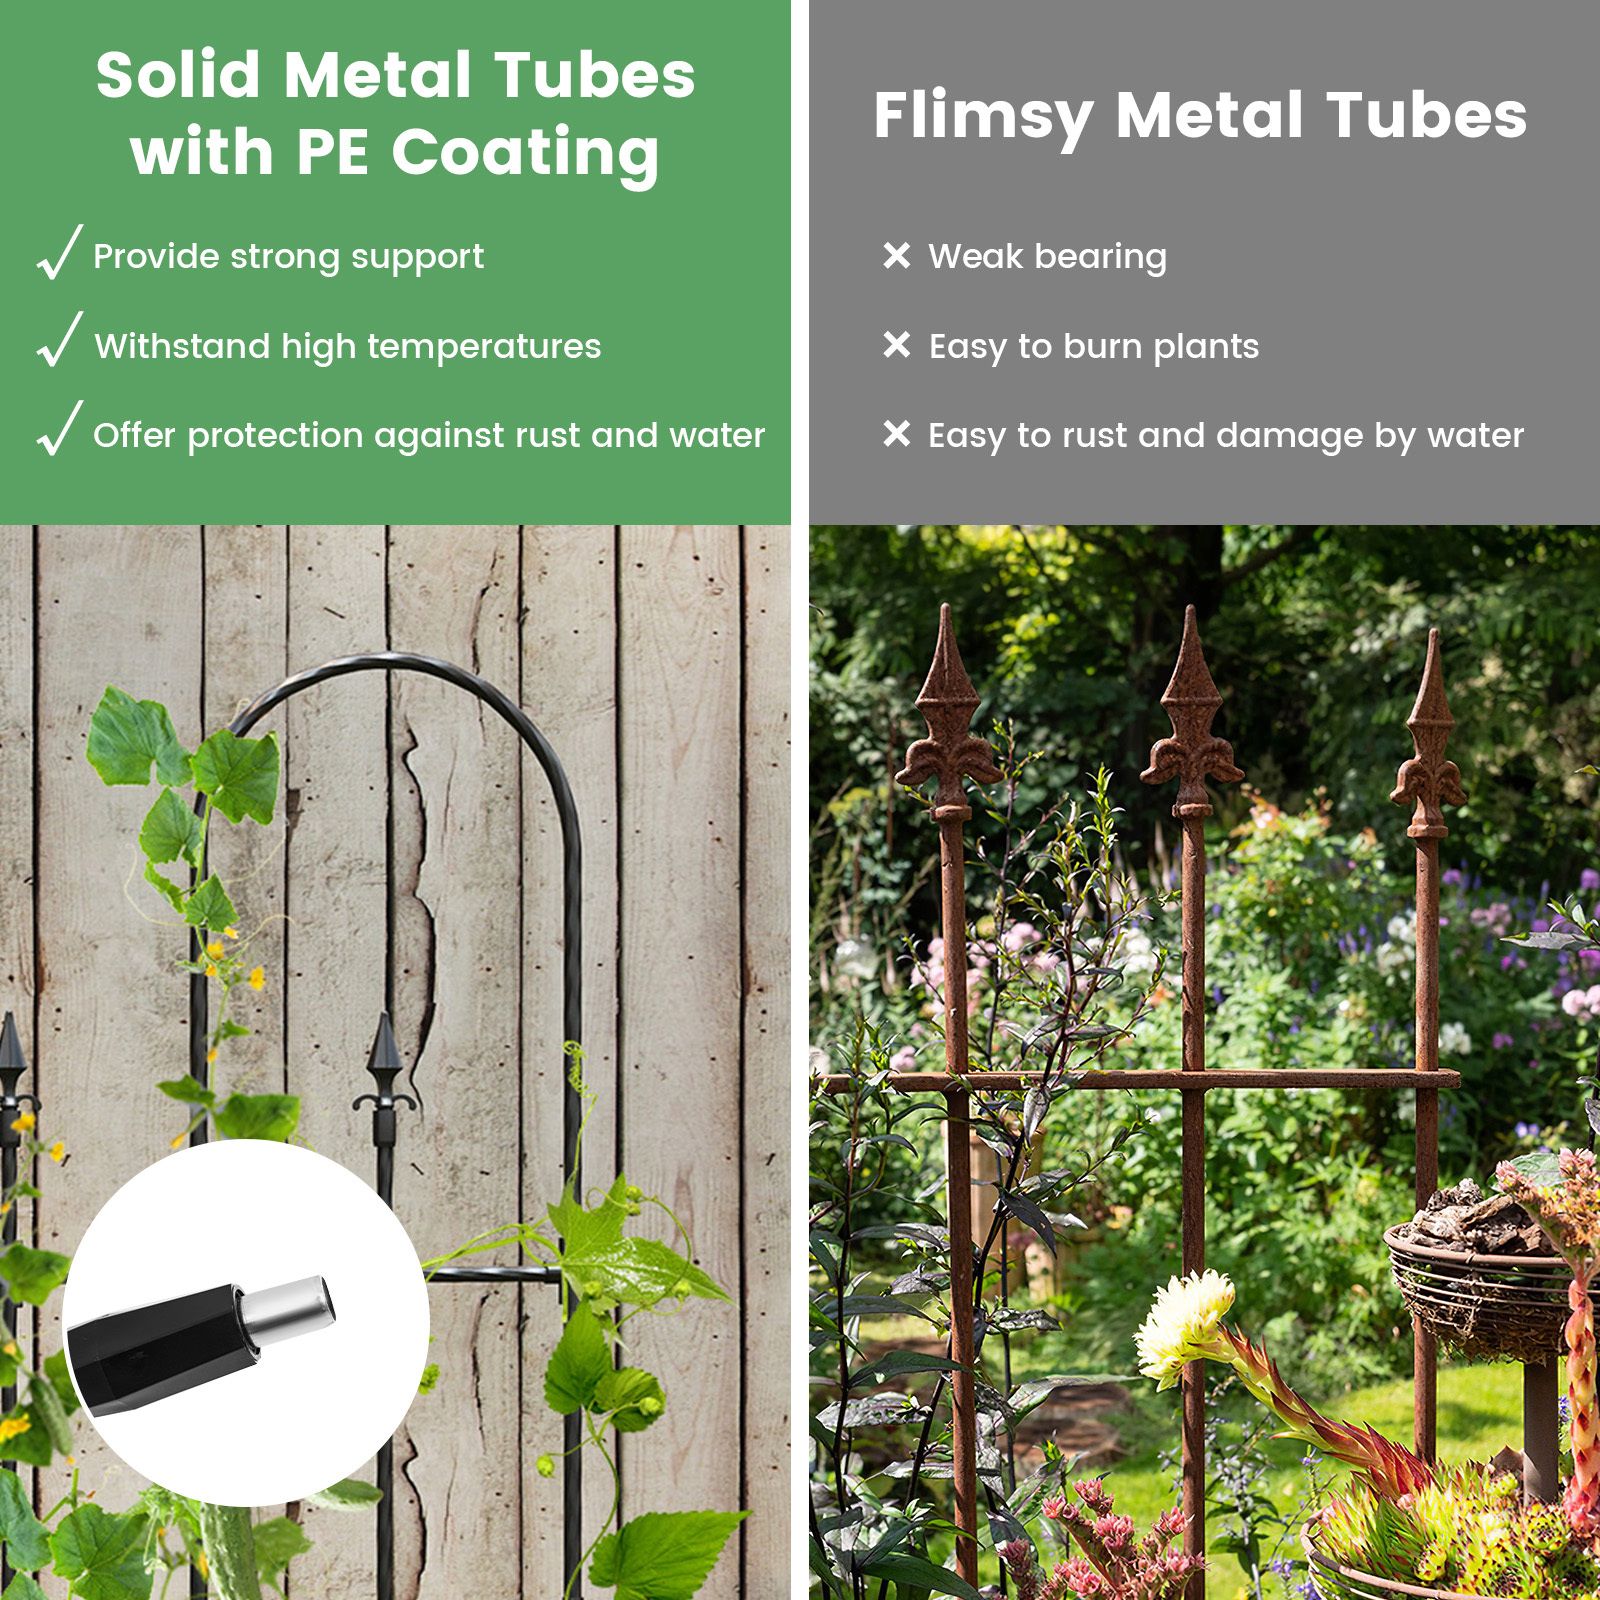 Solid Metal Tubes
with PE Coating
Provide strong support
Withstand high temperatures
Offer protection against rust and water
Flimsy Metal Tubes
Weak bearing
Easy to burn plants
Easy to rust and damage by water